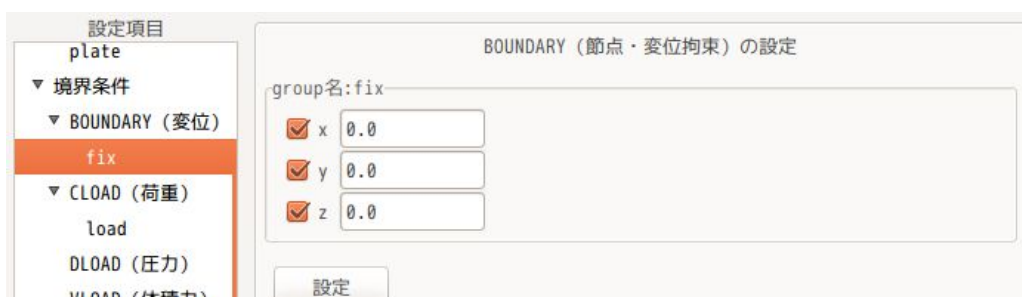 設定項目
plate
▼ 境界条件
▼ BOUNDARY (変位)
fix
▼ CLOAD (荷重)
load
DLOAD (圧力)
BOUNDARY (節点・変位拘束) の設定
group名:fix
x 0.0
y 0.0
z 0.0
設定